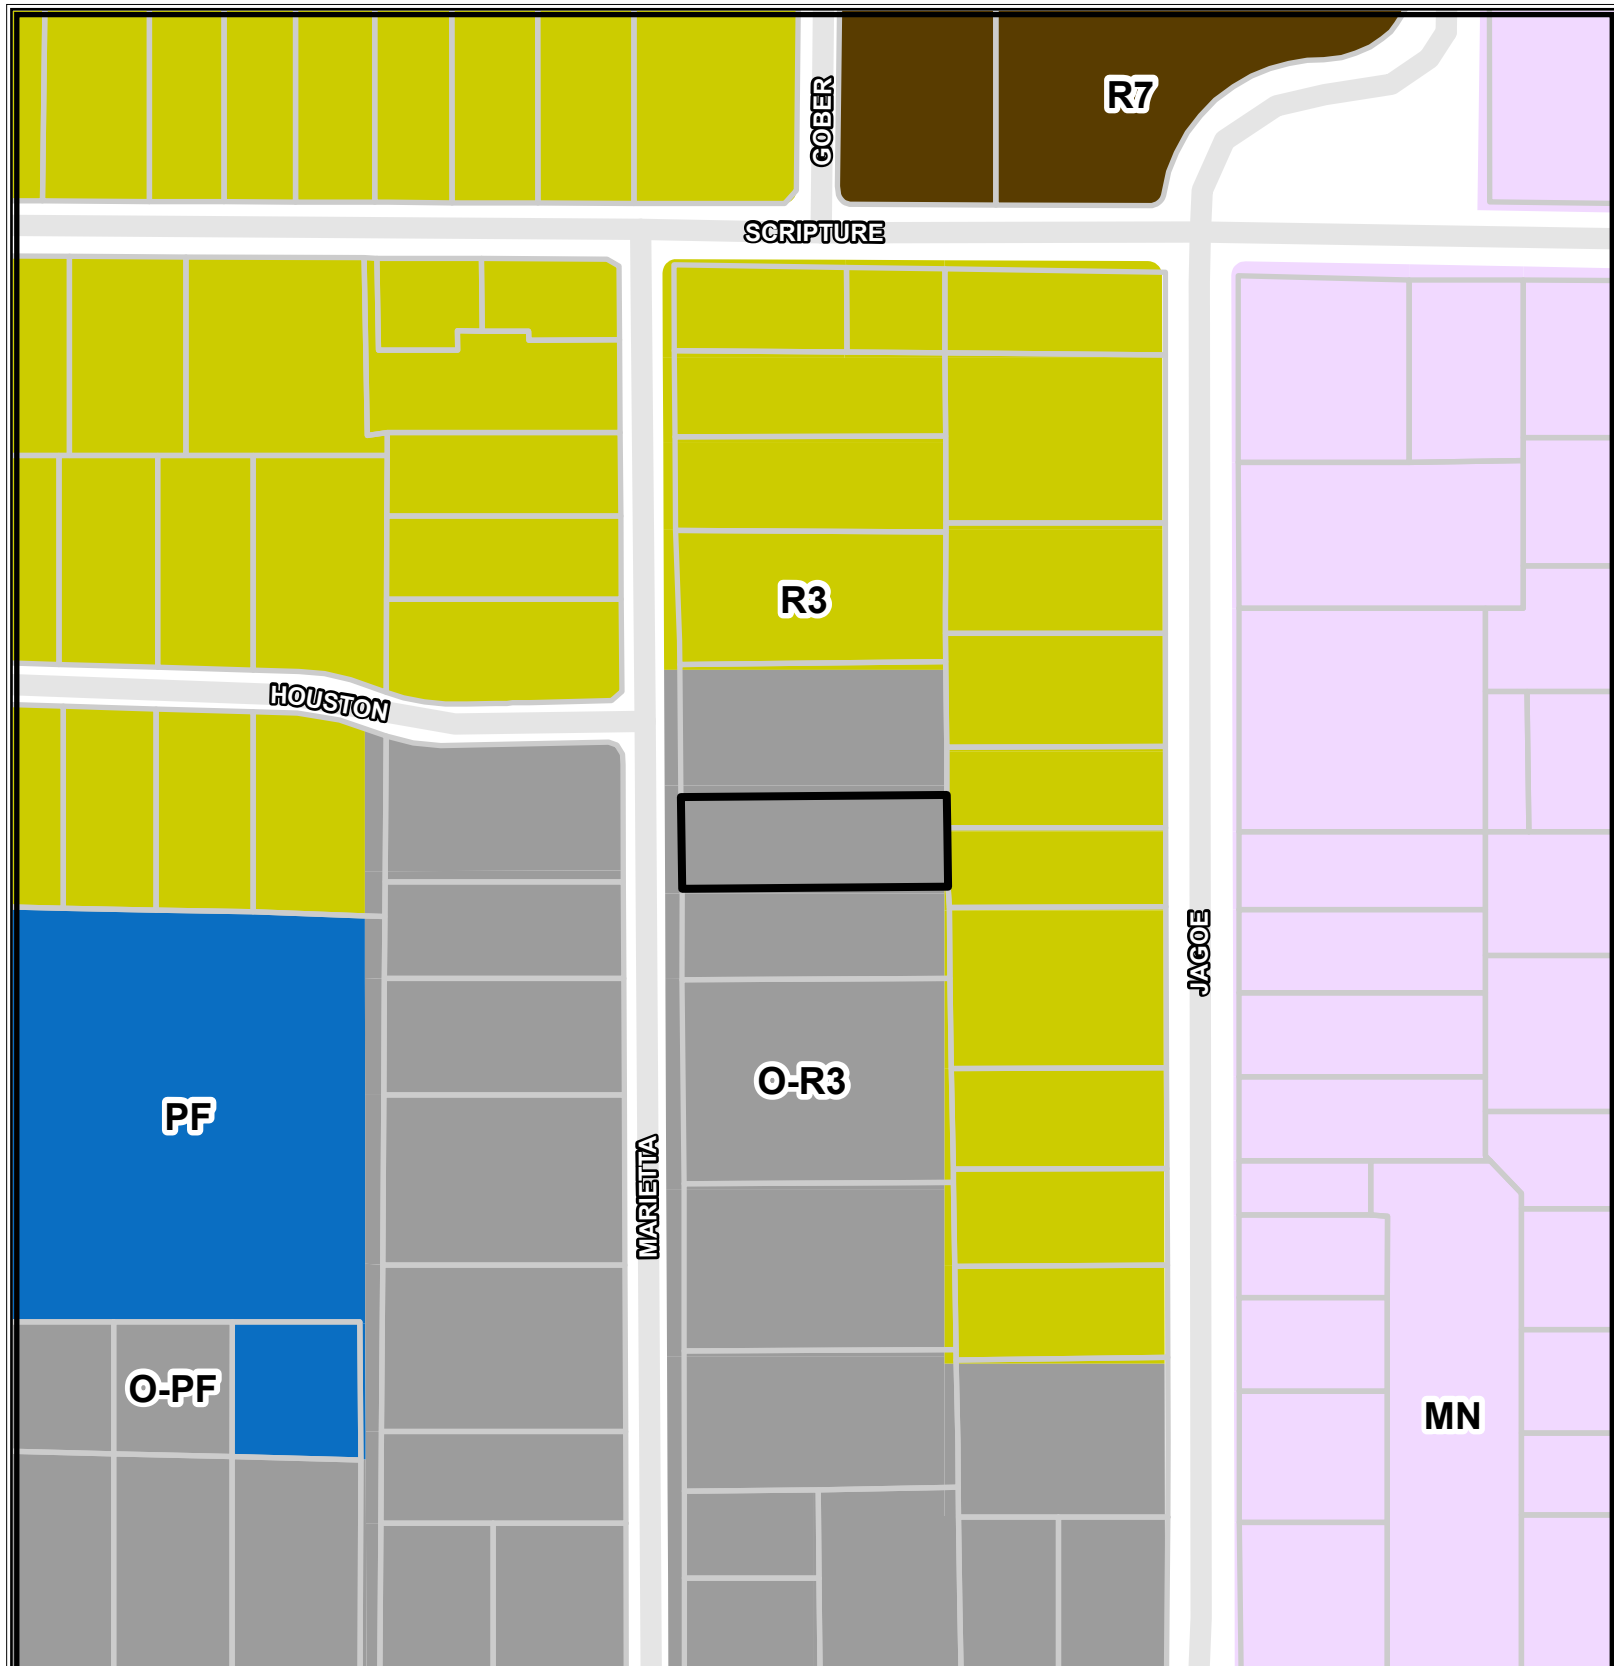 R7
GOBER
SCRIPTURE
R3
HOUSTON
JAGOE
O-R3
PF
MARIETTA
O-PF
MN